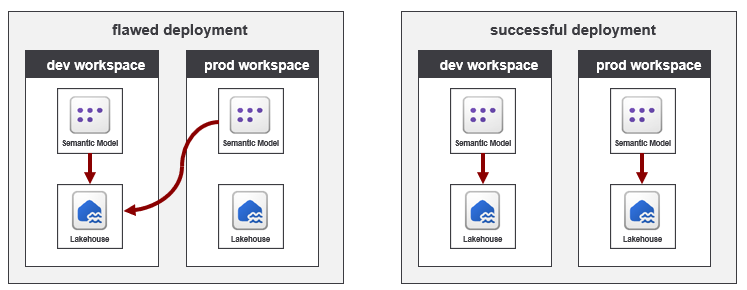 flawed deployment
dev workspace
Semantic Model
Lakehouse
prod workspace
Semantic Model
Lakehouse
successful deployment
dev workspace
Semantic Model
Lakehouse
prod workspace
Semantic Model
Lakehouse